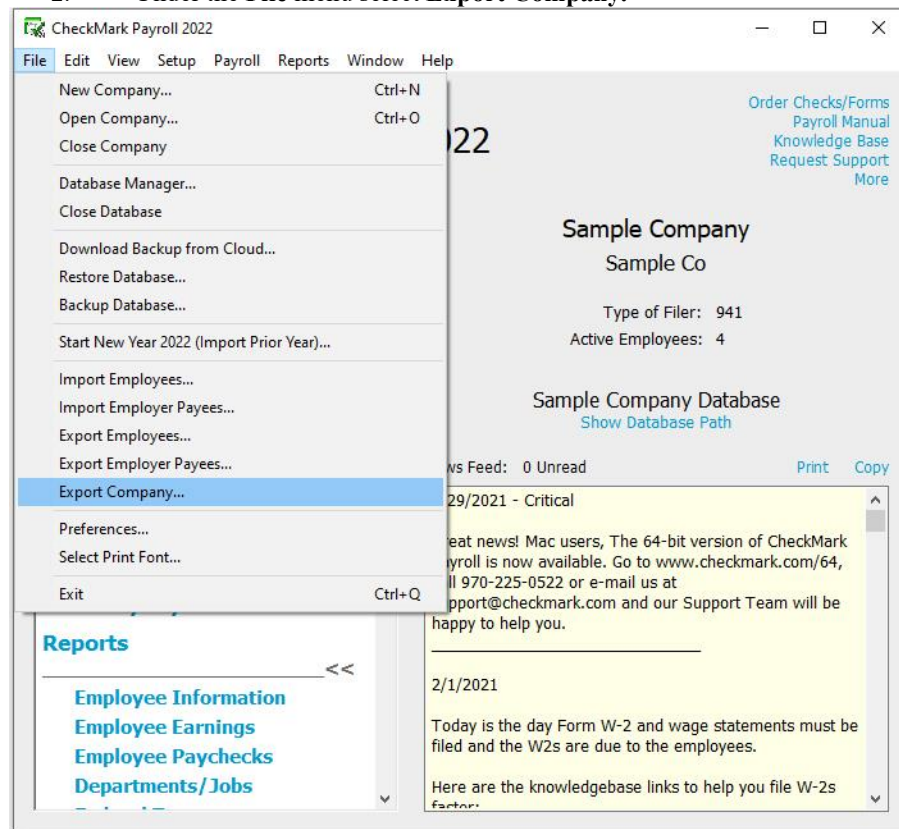 CheckMark Payroll 2022
File Edit View Setup Payroll Reports Window Help
New Company... Ctrl+N
Open Company... Ctrl+O
Close Company
Database Manager...
Close Database
Download Backup from Cloud...
Restore Database...
Backup Database...
Start New Year 2022 (Import Prior Year)...
Import Employees...
Import Employer Payees...
Export Employees...
Export Employer Payees...
Export Company...
Preferences...
Select Print Font...
Exit Ctrl+Q
22
Order Checks/Forms
Payroll Manual
Knowledge Base
Request Support
More
Sample Company
Sample Co
Type of Filer: 941
Active Employees: 4
Sample Company Database
Show Database Path
Feed: 0 Unread Print Copy
29/2021 - Critical
news! Mac users, The 64-bit version of CheckMark
is now available. Go to www.checkmark.com/64,
970-225-0522 or e-mail us at
support@checkmark.com and our Support Team will be
happy to help you.
2/1/2021
Today is the day Form W-2 and wage statements must be
filed and the W2s are due to the employees.
Here are the knowledgebase links to help you file W-2s
Reports
<<
Employee Information
Employee Earnings
Employee Paychecks
Departments/Jobs